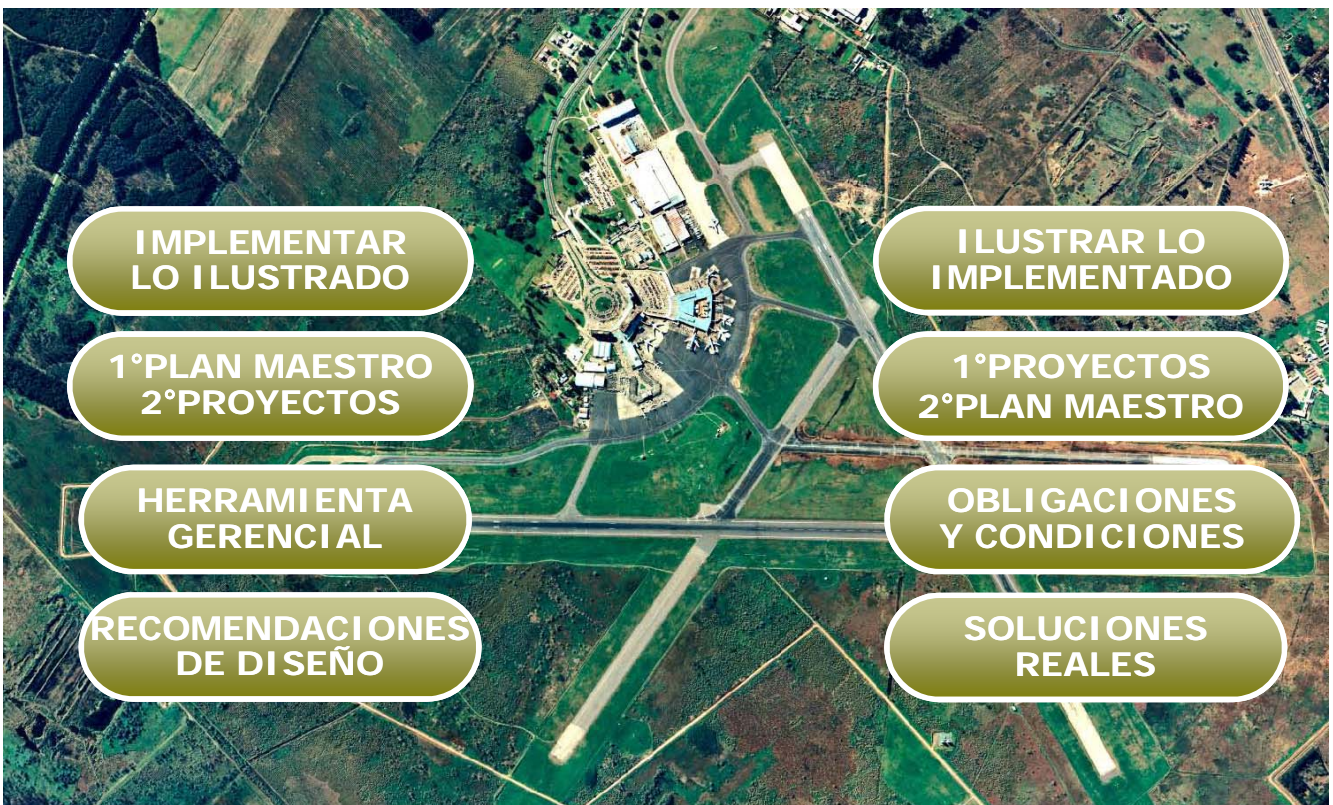 IMPLEMENTAR
LO ILUSTRADO
ILUSTRAR LO
IMPLEMENTADO
1°PLAN MAESTRO
2°PROYECTOS
1°PROYECTOS
2°PLAN MAESTRO
HERRAMIENTA
GERENCIAL
OBLIGACIONES
Y CONDICIONES
RECOMENDACIONES
DE DISEÑO
SOLUCIONES
REALES